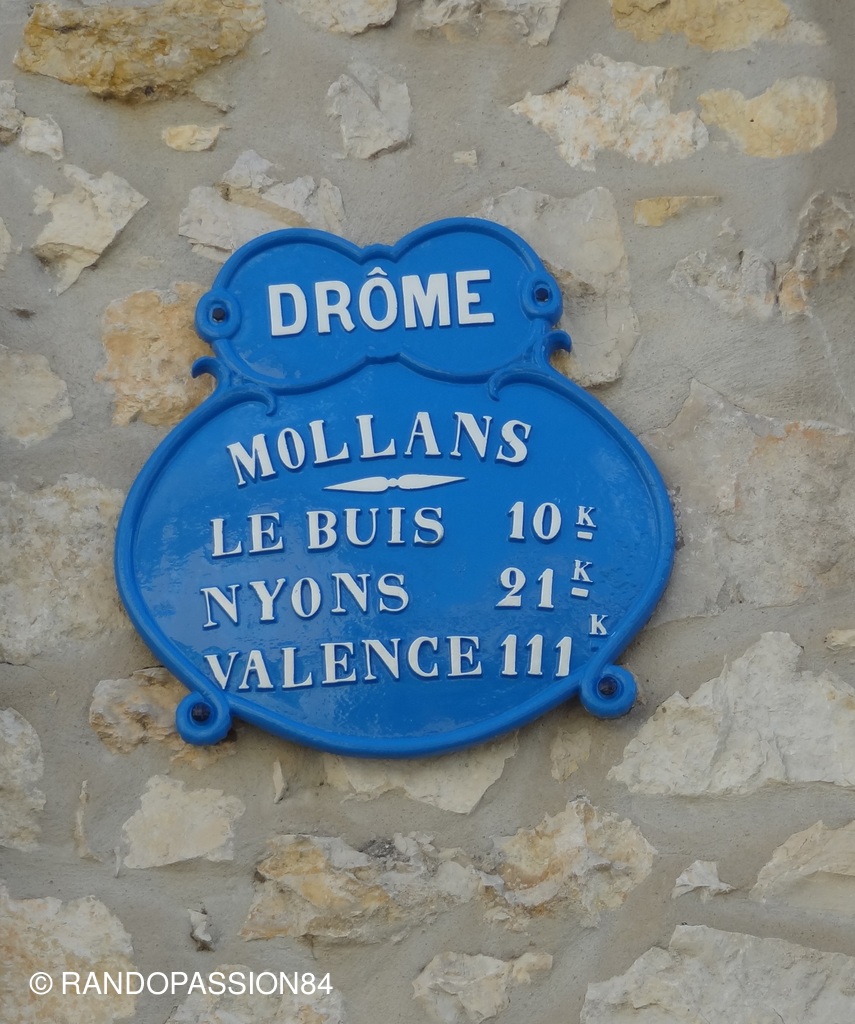 DRÔME
MOLLANS
LE BUIS 10 K
NYONS 21 K
VALENCE 111 K
© RANDOPASSION84